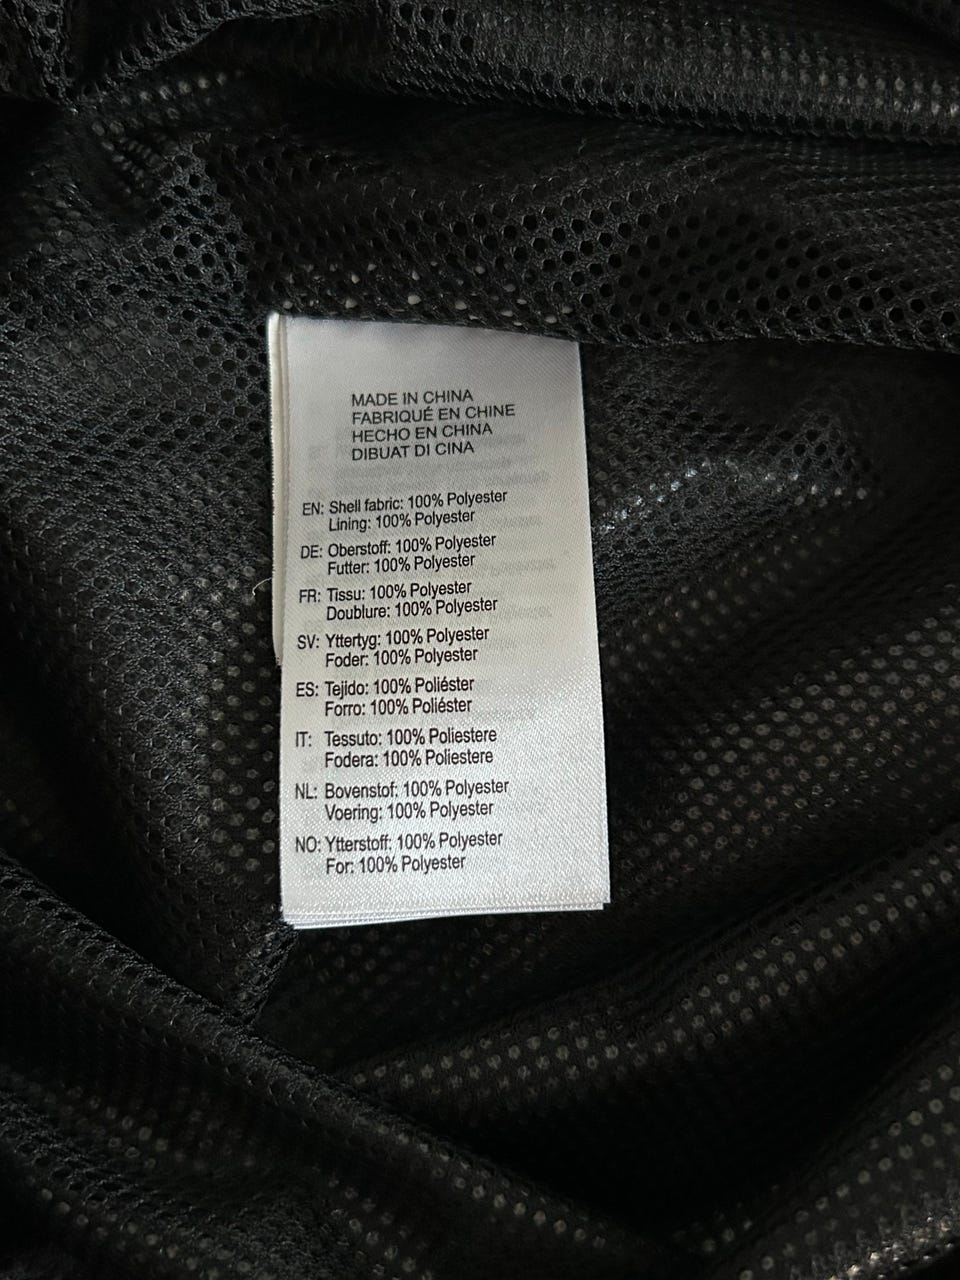 MADE IN CHINA
FABRIQUÉ EN CHINE
HECHO EN CHINA
DIBUAT DI CINA
EN: Shell fabric: 100% Polyester
Lining: 100% Polyester
DE: Oberstoff: 100% Polyester
Futter: 100% Polyester
FR: Tissu: 100% Polyester
Doublure: 100% Polyester
SV: Yttertyg: 100% Polyester
Foder: 100% Polyester
ES: Tejido: 100% Poliéster
Forro: 100% Poliéster
IT: Tessuto: 100% Poliestere
Fodera: 100% Poliestere
NL: Bovenstof: 100% Polyester
Voering: 100% Polyester
NO: Ytterstoff: 100% Polyester
For: 100% Polyester